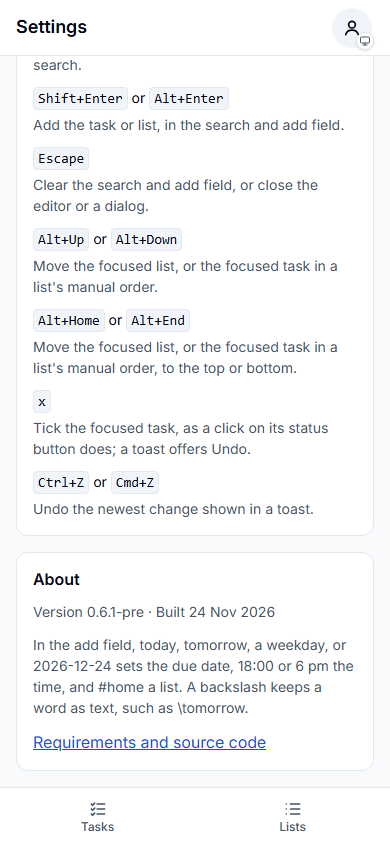 Settings
search.
Shift+Enter or Alt+Enter
Add the task or list, in the search and add field.
Escape
Clear the search and add field, or close the
editor or a dialog.
Alt+Up or Alt+Down
Move the focused list, or the focused task in a
list's manual order.
Alt+Home or Alt+End
Move the focused list, or the focused task in a
list's manual order, to the top or bottom.
x
Tick the focused task, as a click on its status
button does; a toast offers Undo.
Ctrl+Z or Cmd+Z
Undo the newest change shown in a toast.
About
Version 0.6.1-pre · Built 24 Nov 2026
In the add field, today, tomorrow, a weekday, or
2026-12-24 sets the due date, 18:00 or 6 pm the
time, and #home a list. A backslash keeps a
word as text, such as \tomorrow.
Requirements and source code
Tasks
Lists